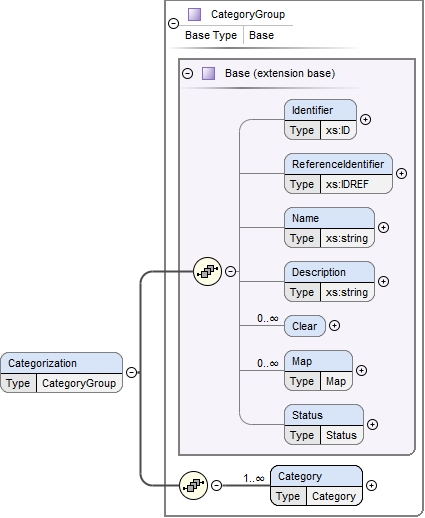 CategoryGroup
Base Type Base
Base (extension base)
Identifier
Type xs:ID
ReferenceIdentifier
Type xs:IDREF
Name
Type xs:string
Description
Type xs:string
0..∞ Clear
0..∞ Map
Type Map
Status
Type Status
Categorization
Type CategoryGroup
1..∞ Category
Type Category